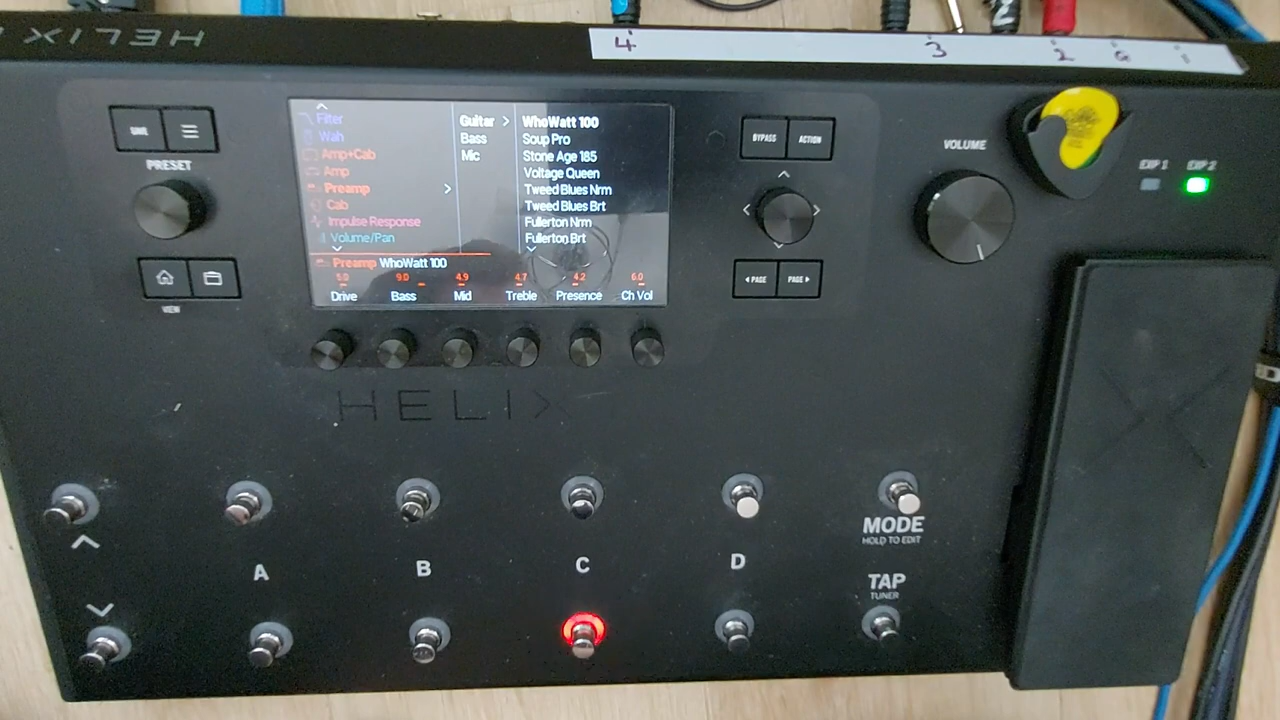 HELIX
4 3 2 6 1
SAVE
PRESET
VIEW
Filter
Wah
Amp+Cab
Amp
Preamp >
Cab
Impulse Response
Volume/Pan
Guitar >
Bass
Mic
WhoWatt 100
Soup Pro
Stone Age 185
Voltage Queen
Tweed Blues Nrm
Tweed Blues Brt
Fullerton Nrm
Fullerton Brt
Preamp WhoWatt 100
9.0 4.9 4.7 4.2 6.0
Drive Bass Mid Treble Presence Ch Vol
BYPASS ACTION
< PAGE PAGE >
VOLUME
EXP 1 EXP 2
HELIX
A B C D
MODE
HOLD TO EDIT
TAP
TUNER
2